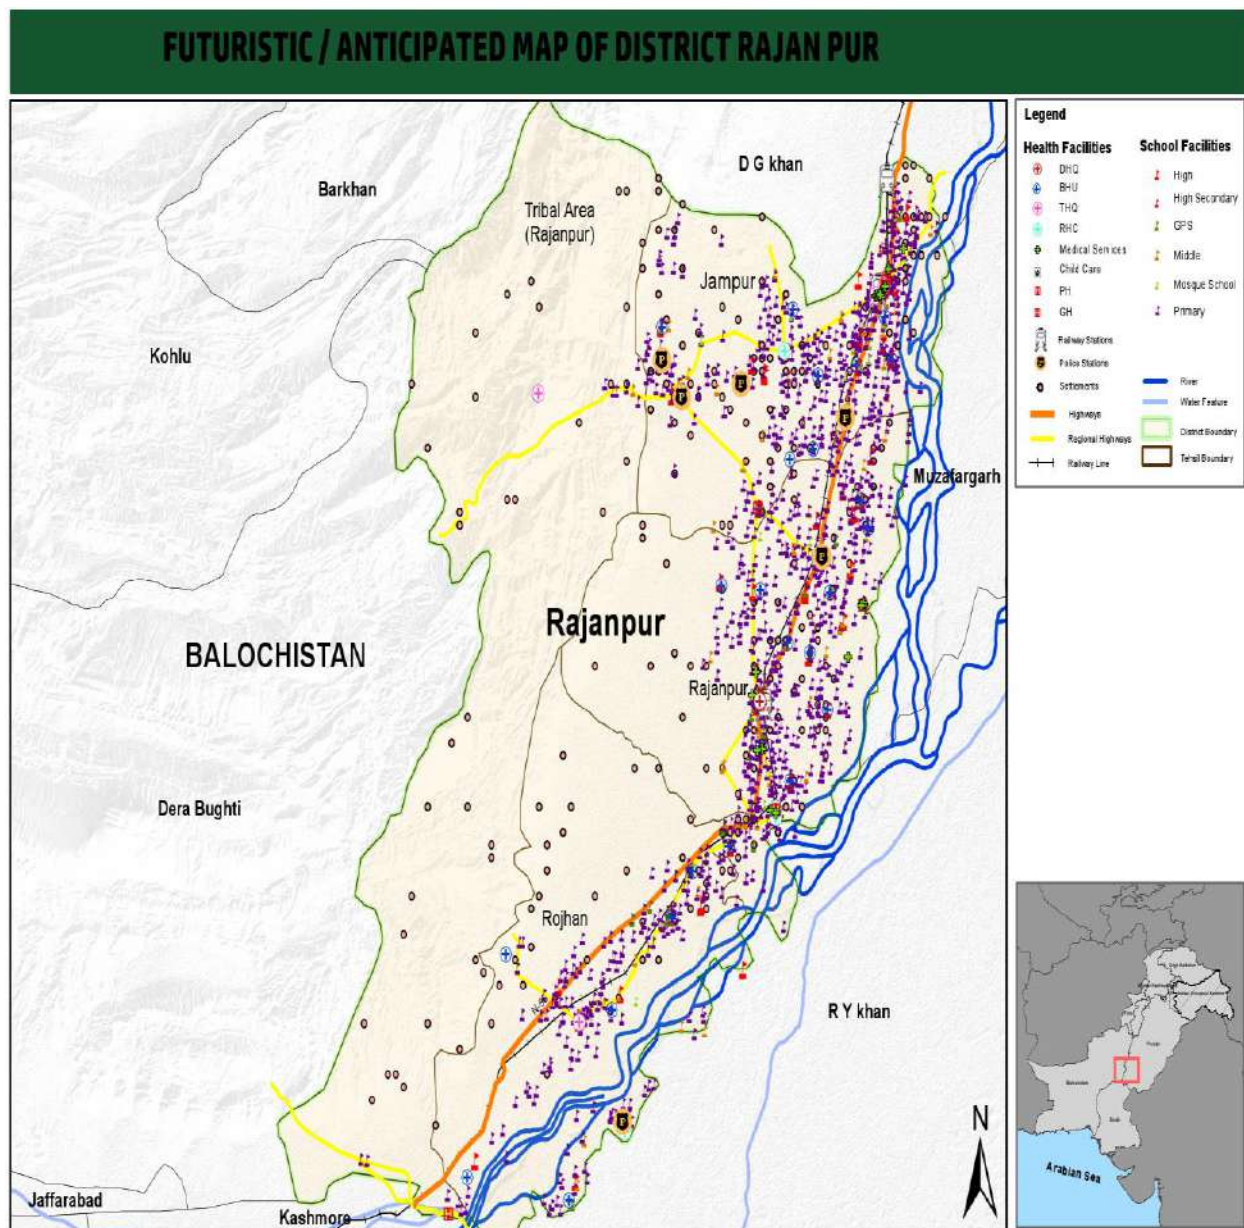 FUTURISTIC / ANTICIPATED MAP OF DISTRICT RAJAN PUR
Barkhan
D G khan
Tribal Area
(Rajanpur)
Jampur
Kohlu
Muzafargarh
Rajanpur
BALOCHISTAN
Rajanpur
Dera Bughti
Rojhan
R Y khan
N
Jaffarabad
Kashmore
Legend
Health Facilities
DHQ
BHU
THQ
RHC
Medical Services
Child Care
PH
GH
Railway Stations
Police Stations
Settlements
Highways
Regional Highways
Railway Line
School Facilities
High
High Secondary
GPS
Middle
Mosque School
Primary
River
Water Feature
District Boundary
Tehsil Boundary
Punjab
Balochistan
Sindh
Arabian Sea